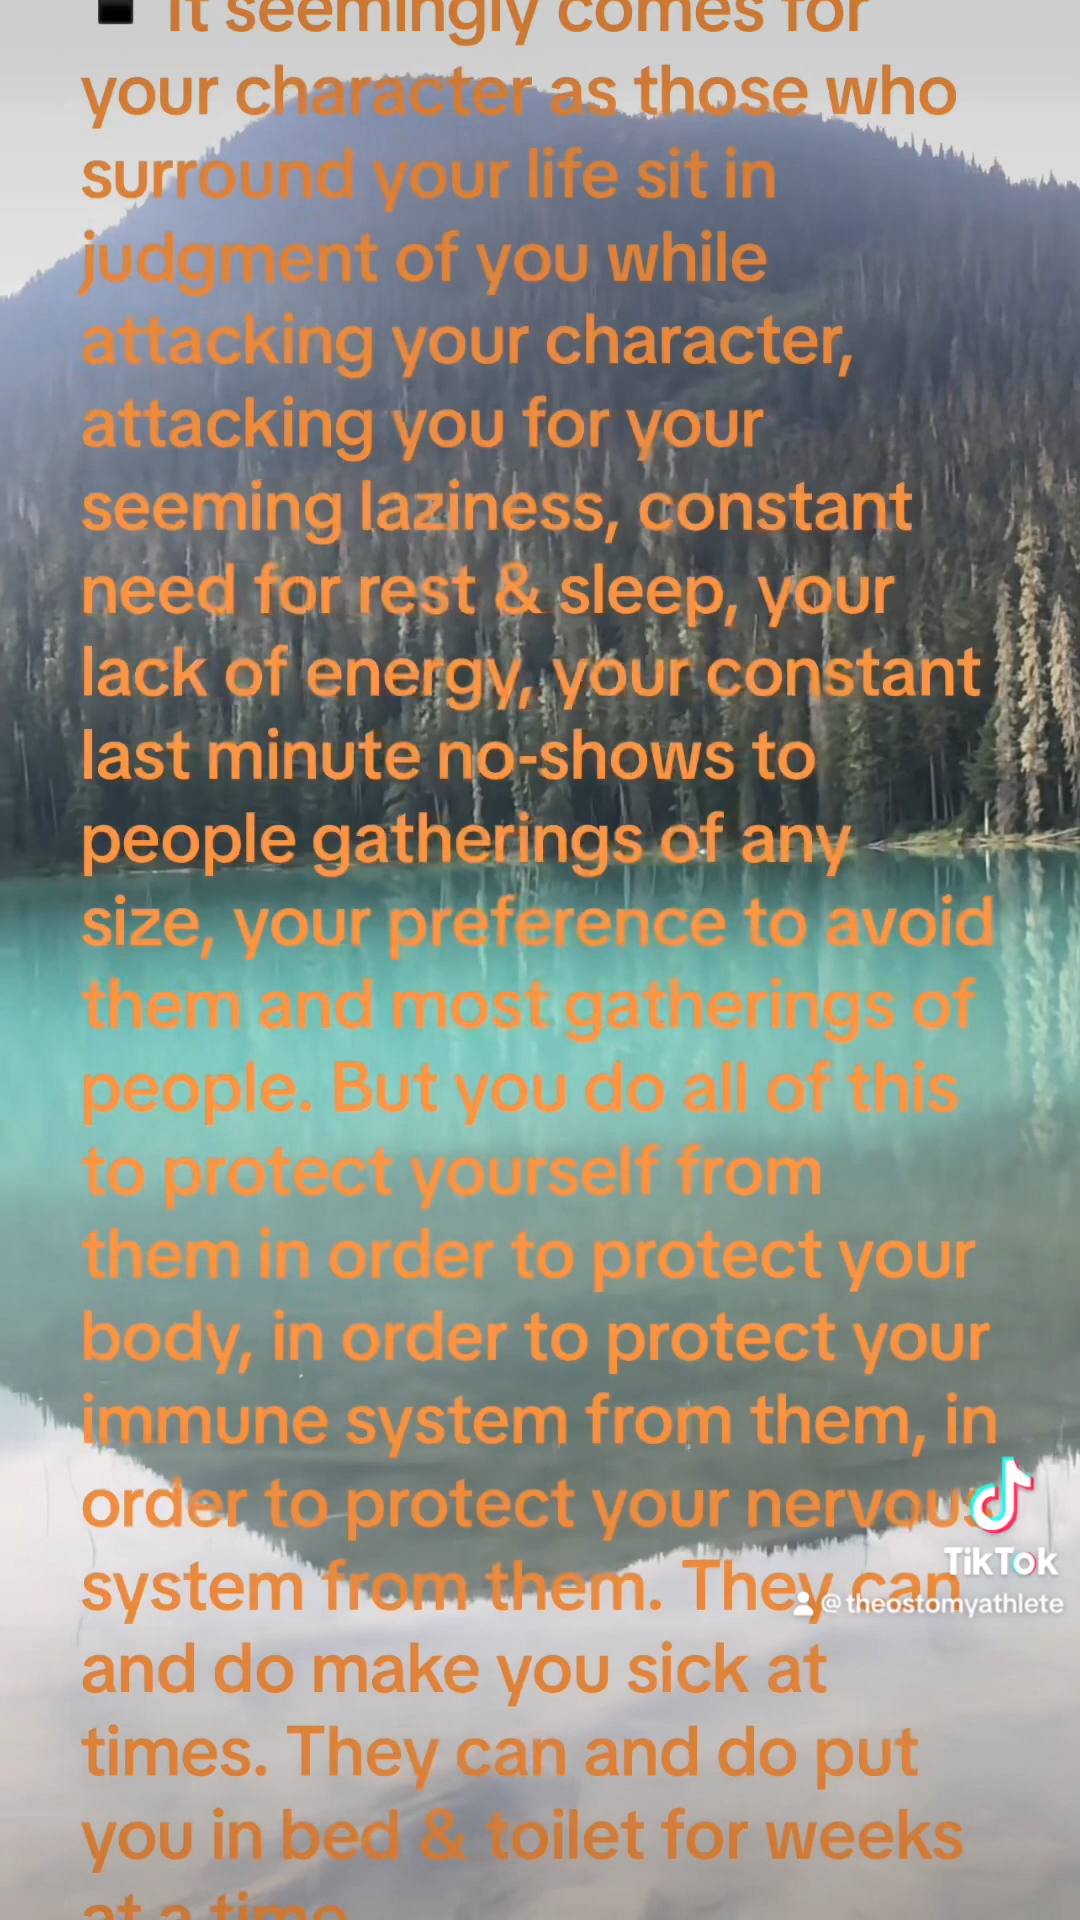 It seemingly comes for
your character as those who
surround your life sit in
judgment of you while
attacking your character,
attacking you for your
seeming laziness, constant
need for rest & sleep, your
lack of energy, your constant
last minute no-shows to
people gatherings of any
size, your preference to avoid
them and most gatherings of
people. But you do all of this
to protect yourself from
them in order to protect your
body, in order to protect your
immune system from them, in
order to protect your nervous
system from them. They can
and do make you sick at
times. They can and do put
you in bed & toilet for weeks
at a time
TikTok
@theostomyathlete